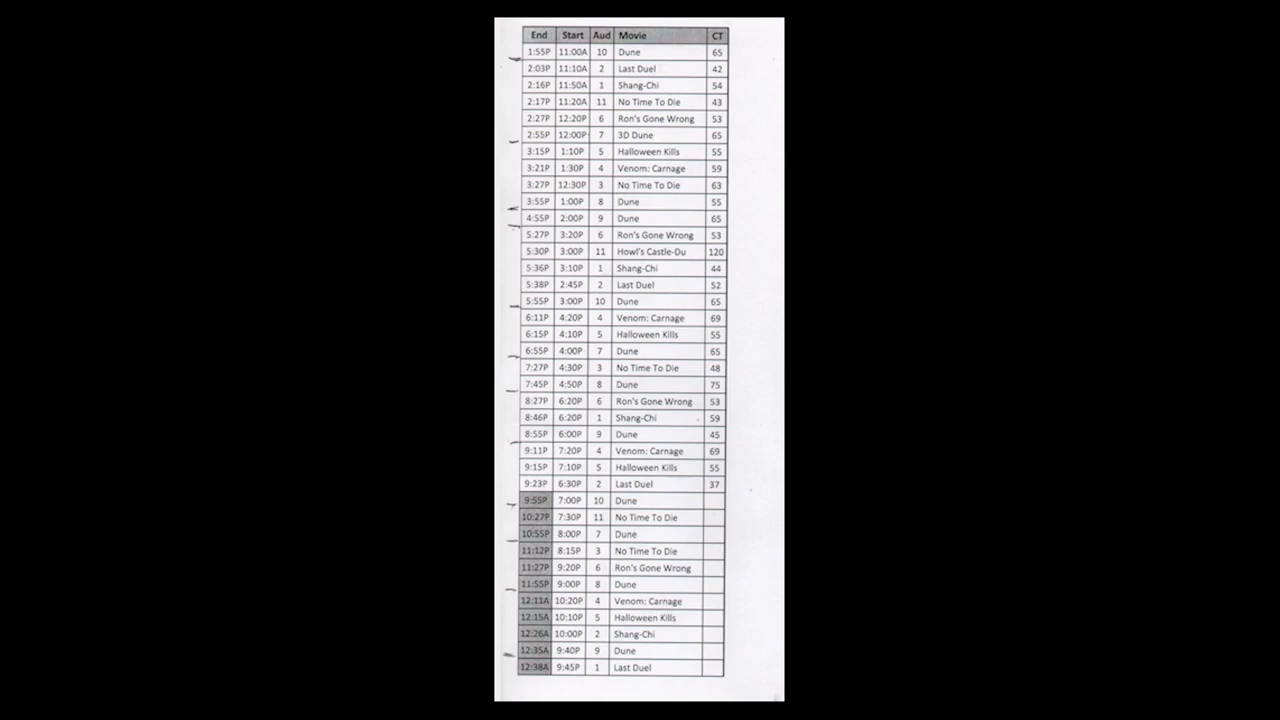 End Start Aud Movie CT
1:55P 11:00A 10 Dune 65
2:03P 11:10A 2 Last Duel 42
2:16P 11:50A 1 Shang-Chi 54
2:17P 11:20A 11 No Time To Die 43
2:27P 12:20P 6 Ron's Gone Wrong 53
2:55P 12:00P 7 3D Dune 65
3:15P 1:10P 5 Halloween Kills 55
3:21P 1:30P 4 Venom: Carnage 59
3:27P 12:30P 3 No Time To Die 63
3:55P 1:00P 8 Dune 55
4:55P 2:00P 9 Dune 65
5:27P 3:20P 6 Ron's Gone Wrong 53
5:30P 3:00P 11 Howl's Castle-Du 120
5:36P 3:10P 1 Shang-Chi 44
5:38P 2:45P 2 Last Duel 52
5:55P 3:00P 10 Dune 65
6:11P 4:20P 4 Venom: Carnage 69
6:15P 4:10P 5 Halloween Kills 55
6:55P 4:00P 7 Dune 65
7:27P 4:30P 3 No Time To Die 48
7:45P 4:50P 8 Dune 75
8:27P 6:20P 6 Ron's Gone Wrong 53
8:46P 6:20P 1 Shang-Chi 59
8:55P 6:00P 9 Dune 45
9:11P 7:20P 4 Venom: Carnage 69
9:15P 7:10P 5 Halloween Kills 55
9:23P 6:30P 2 Last Duel 37
9:55P 7:00P 10 Dune
10:27P 7:30P 11 No Time To Die
10:55P 8:00P 7 Dune
11:12P 8:15P 3 No Time To Die
11:27P 9:20P 6 Ron's Gone Wrong
11:55P 9:00P 8 Dune
12:11A 10:20P 4 Venom: Carnage
12:15A 10:10P 5 Halloween Kills
12:26A 10:00P 2 Shang-Chi
12:35A 9:40P 9 Dune
12:38A 9:45P 1 Last Duel